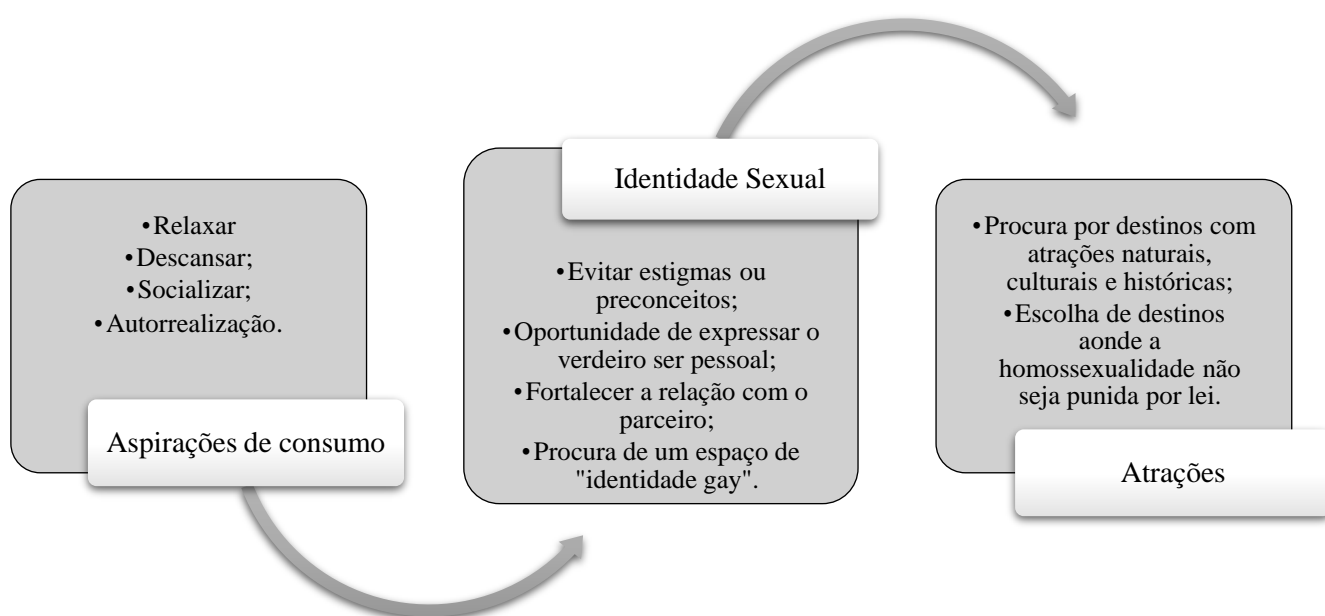 •Relaxar
•Descansar;
•Socializar;
•Autorrealização.
Aspirações de consumo
Identidade Sexual
•Evitar estigmas ou
preconceitos;
•Oportunidade de expressar o
verdeiro ser pessoal;
•Fortalecer a relação com o
parceiro;
•Procura de um espaço de
"identidade gay".
•Procura por destinos com
atrações naturais,
culturais e históricas;
•Escolha de destinos
aonde a
homossexualidade não
seja punida por lei.
Atrações